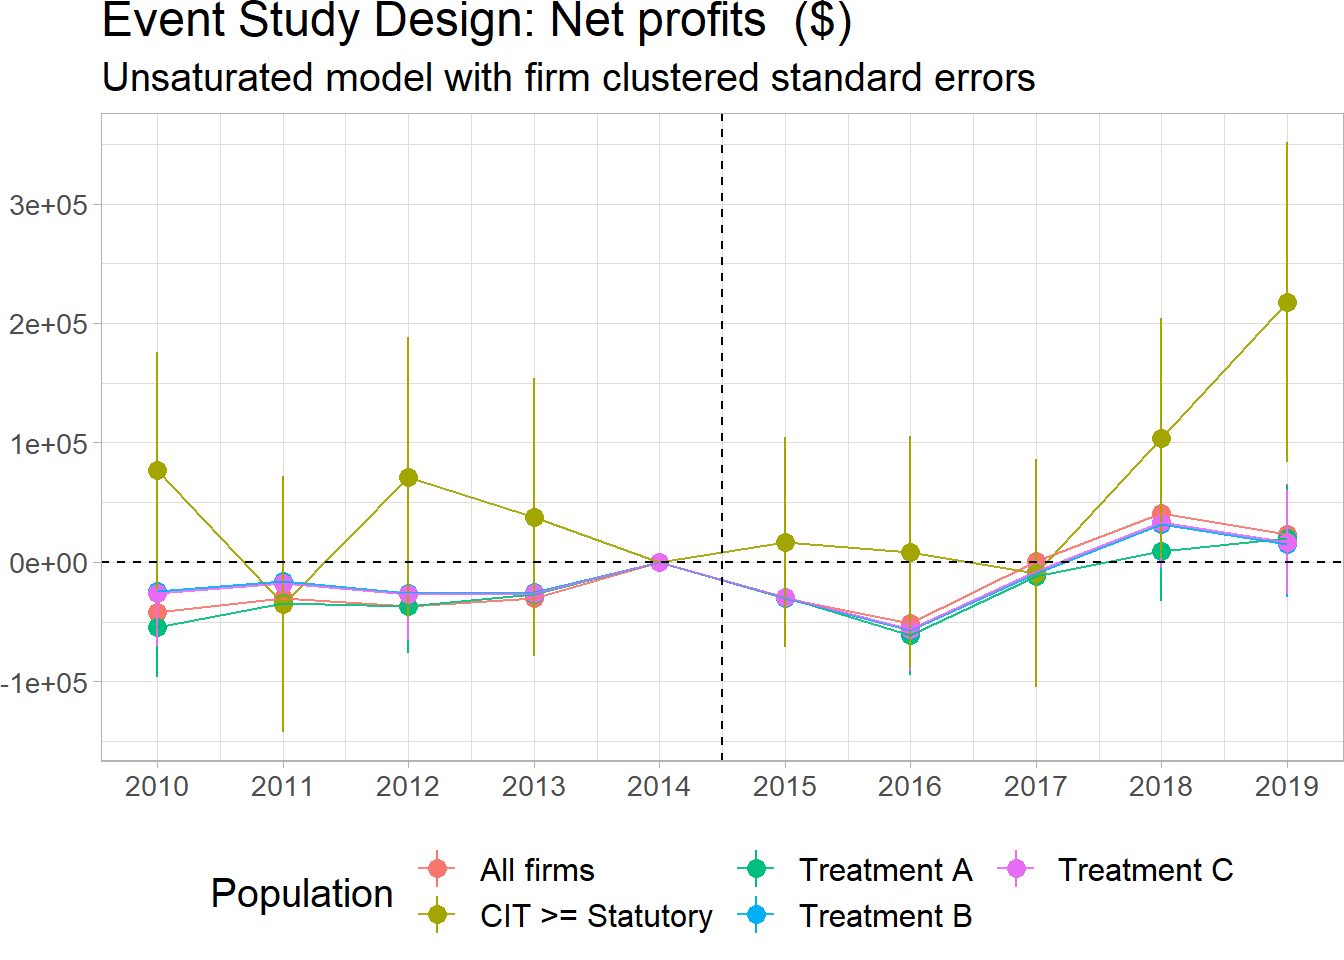 Event Study Design: Net profits  ($)
Unsaturated model with firm clustered standard errors
3e+05
2e+05
1e+05
0e+00
-1e+05
2010 2011 2012 2013 2014 2015 2016 2017 2018 2019
Population
All firms Treatment A Treatment C
CIT >= Statutory Treatment B